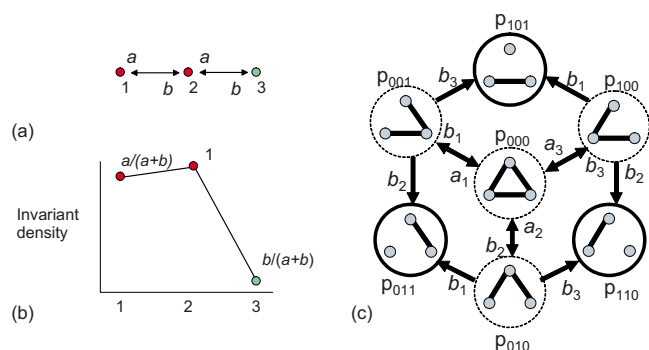 a a
b b
1 2 3
(a)
a/(a+b) 1
Invariant
density
b/(a+b)
1 2 3
(b)
p101
p001 b3 b1 p100
b1 p000 a3
b2 a1 b3 b2
b2 a2
p011 b1 b3 p110
p010
(c)